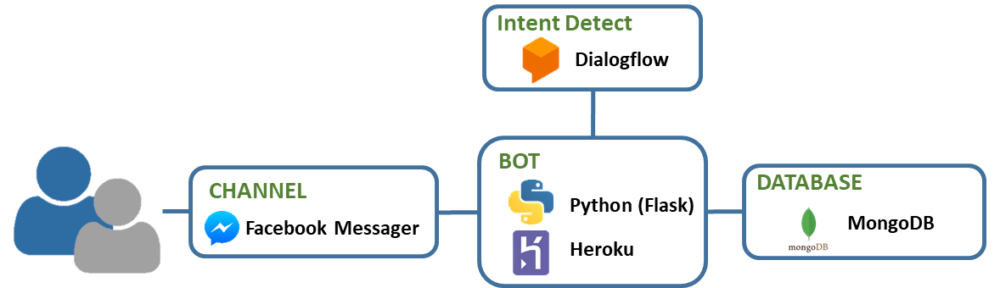 Intent Detect
Dialogflow
CHANNEL
Facebook Messager
BOT
Python (Flask)
Heroku
DATABASE
MongoDB
mongoDB